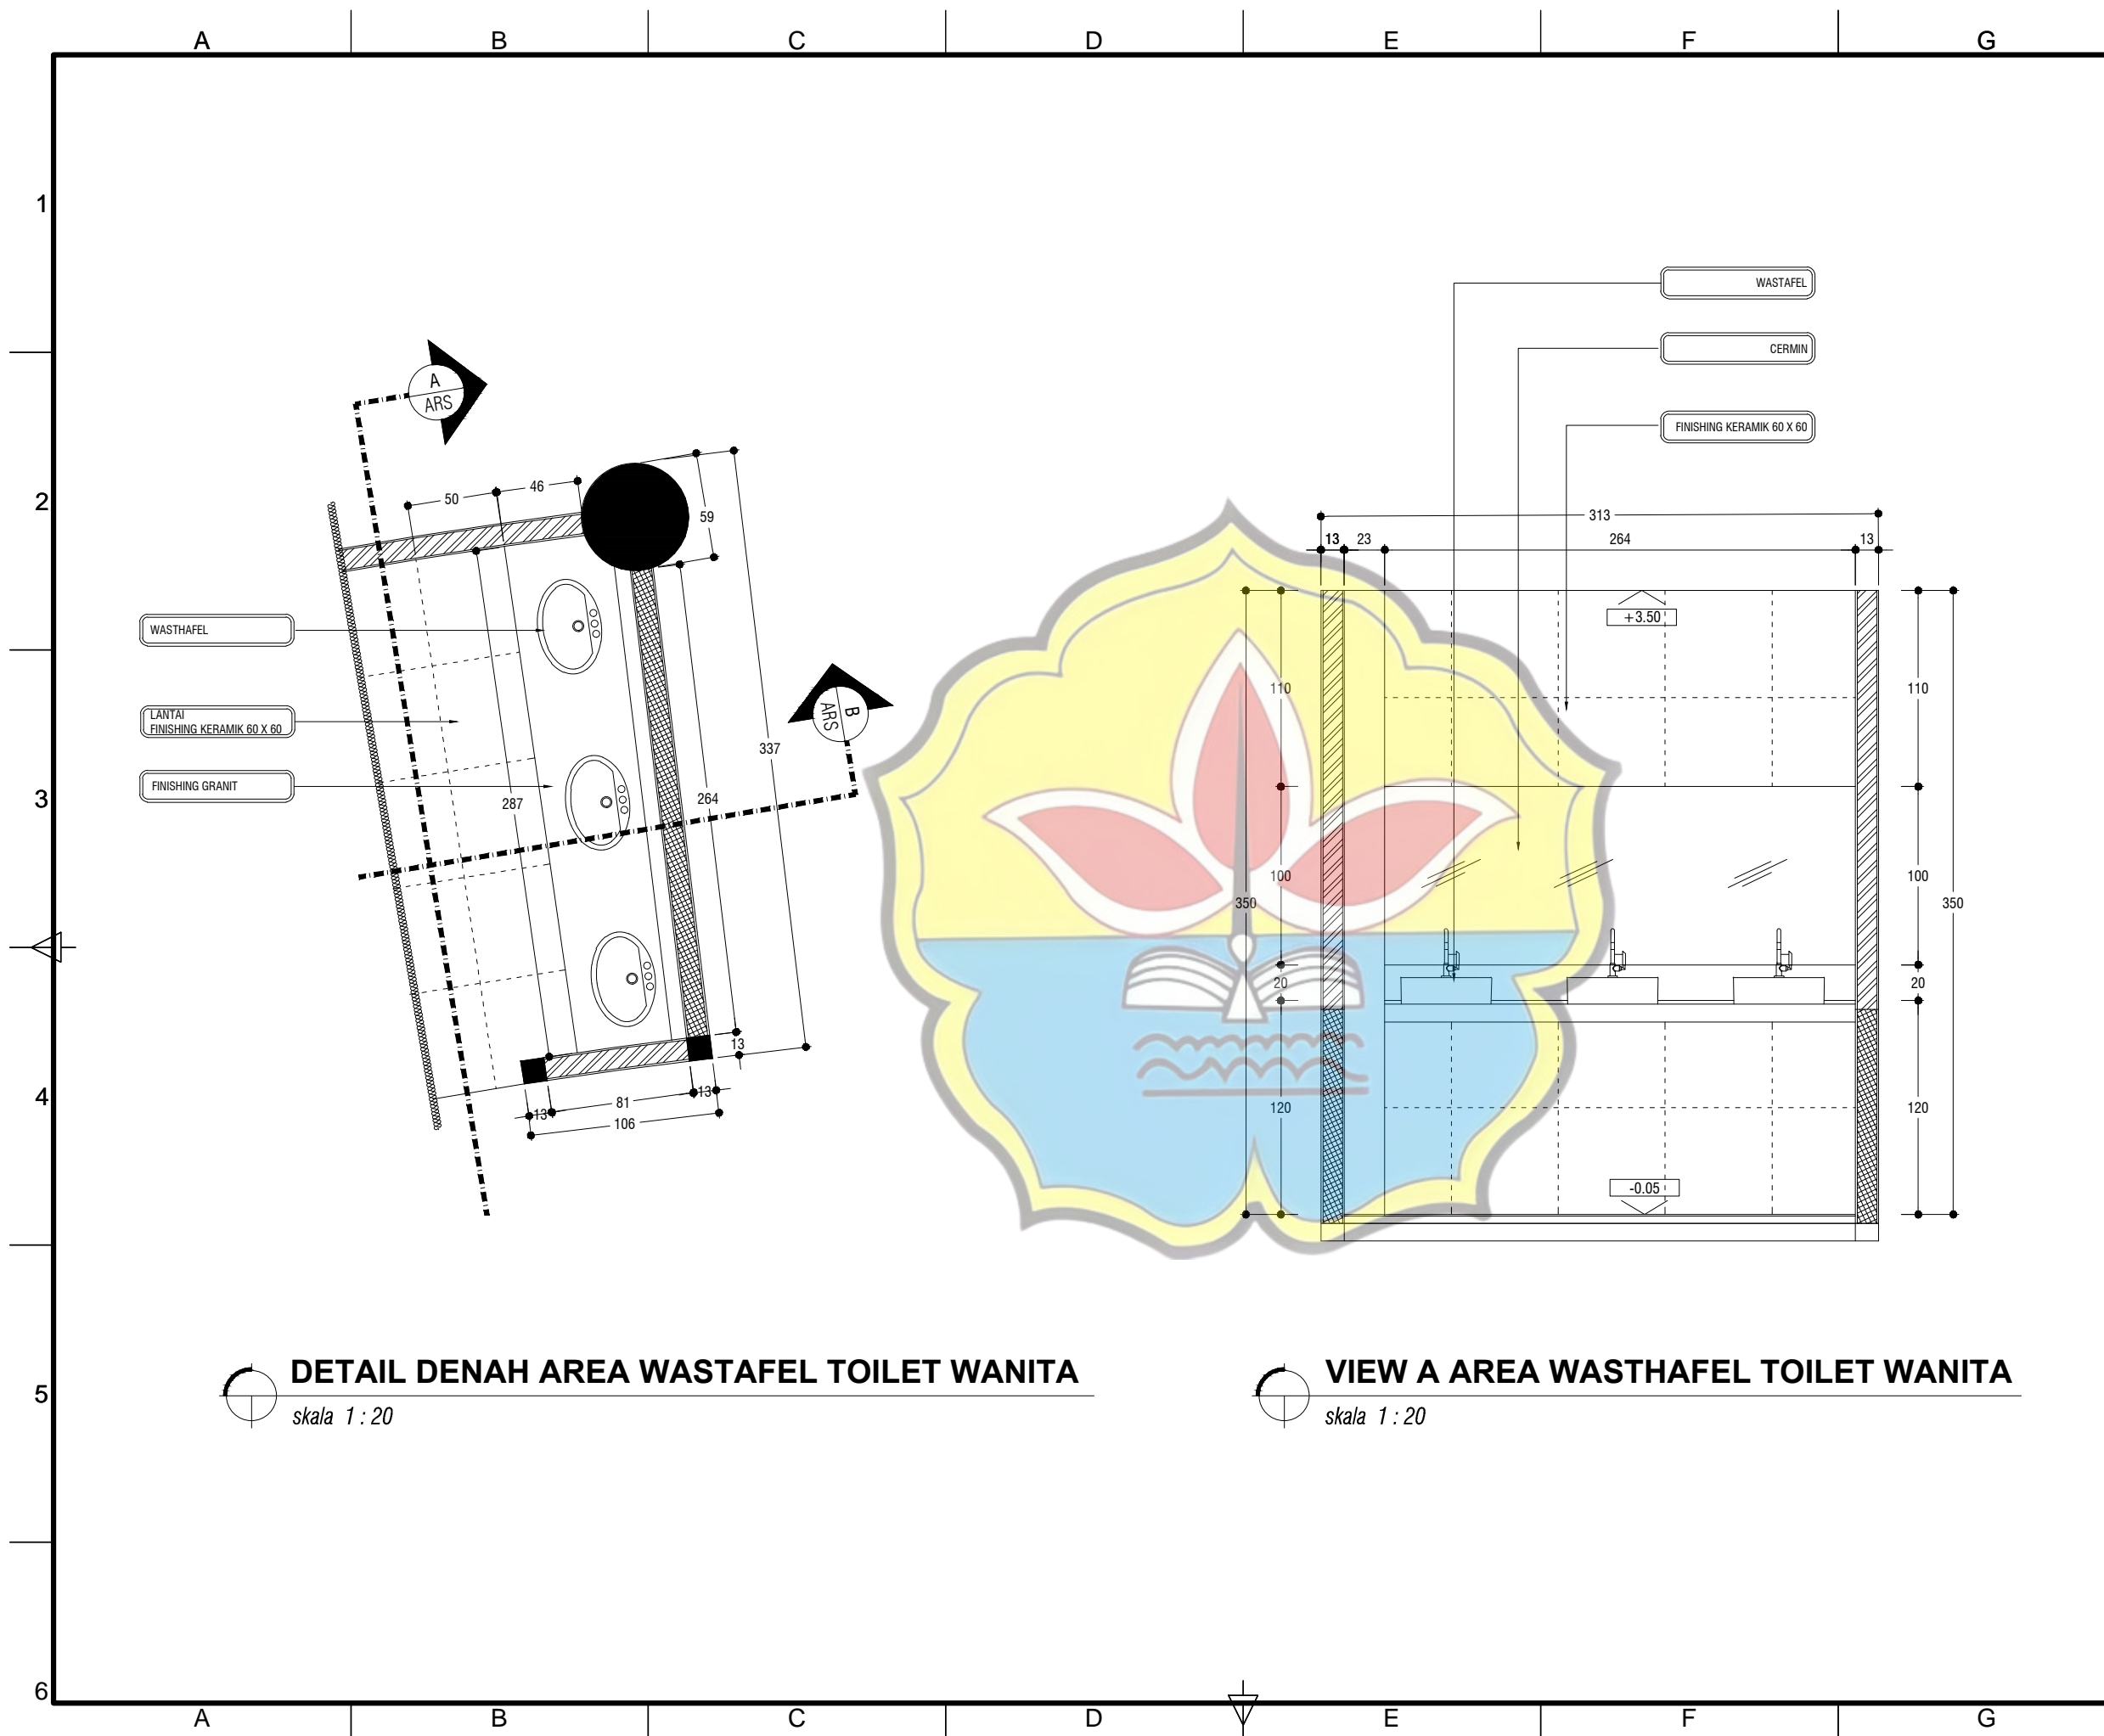 A B C D E F G
1
2
3
4
5
6
WASTAFEL
CERMIN
FINISHING KERAMIK 60 X 60
A
ARS
50
46
59
WASTHAFEL
LANTAI
FINISHING KERAMIK 60 X 60
FINISHING GRANIT
B
ARS
337
264
287
13
81
13
13
106
313
13 23 264 13
+3.50
110
100
350
20
120
110
100
350
20
120
-0.05
DETAIL DENAH AREA WASTAFEL TOILET WANITA
skala 1 : 20
VIEW A AREA WASTHAFEL TOILET WANITA
skala 1 : 20
A B C D E F G